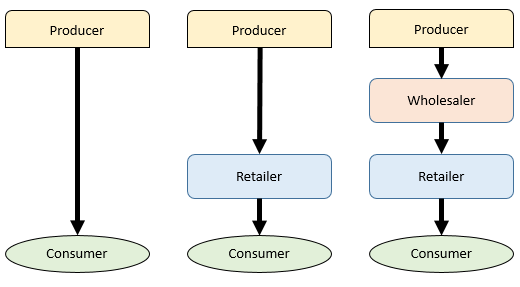 Producer
Producer
Producer
Wholesaler
Retailer
Retailer
Consumer
Consumer
Consumer